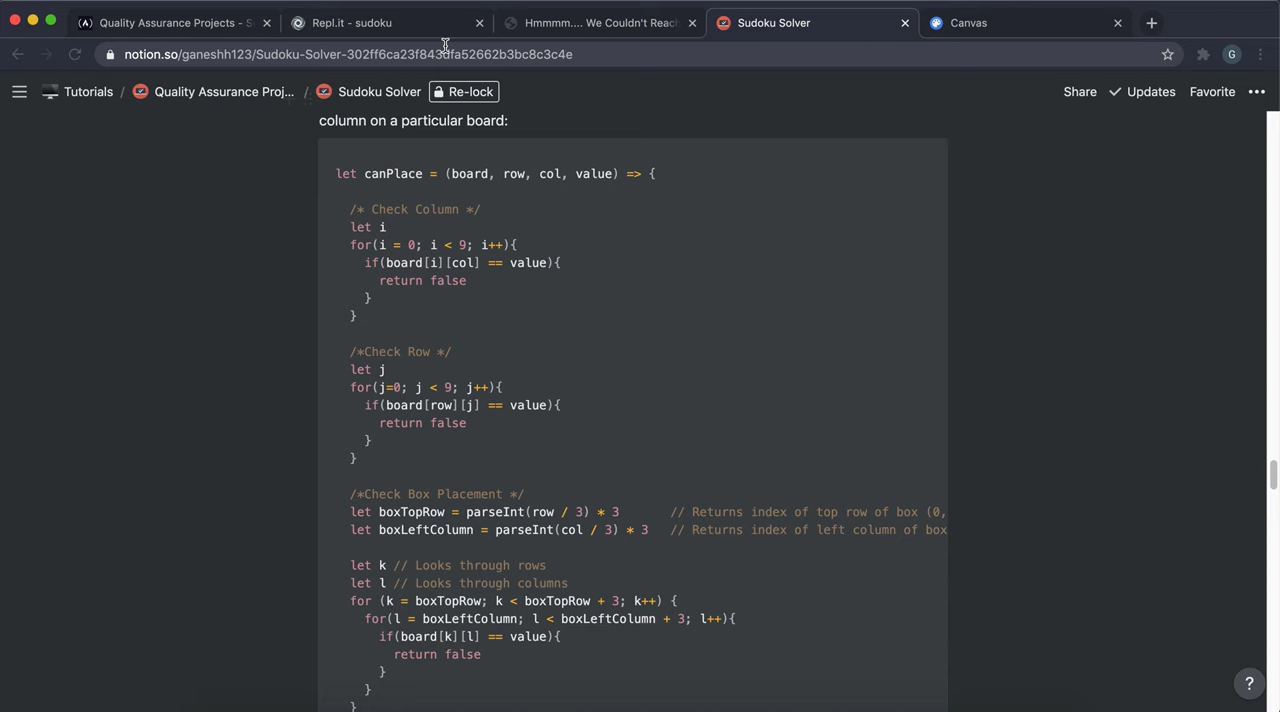 Quality Assurance Projects - S
Repl.it - sudoku
Hmmmm.... We Couldn't Reach
Sudoku Solver
Canvas
notion.so/ganeshh123/Sudoku-Solver-302ff6ca23f843dfa52662b3bc8c3c4e
G
Tutorials / Quality Assurance Proj... / Sudoku Solver Re-lock
Share Updates Favorite
column on a particular board:
let canPlace = (board, row, col, value) => {
/* Check Column */
let i
for(i = 0; i < 9; i++){
if(board[i][col] == value){
return false
}
}
/*Check Row */
let j
for(j=0; j < 9; j++){
if(board[row][j] == value){
return false
}
}
/*Check Box Placement */
let boxTopRow = parseInt(row / 3) * 3 // Returns index of top row of box (0,
let boxLeftColumn = parseInt(col / 3) * 3 // Returns index of left column of box
let k // Looks through rows
let l // Looks through columns
for (k = boxTopRow; k < boxTopRow + 3; k++) {
for(l = boxLeftColumn; l < boxLeftColumn + 3; l++){
if(board[k][l] == value){
return false
}
}
}
?